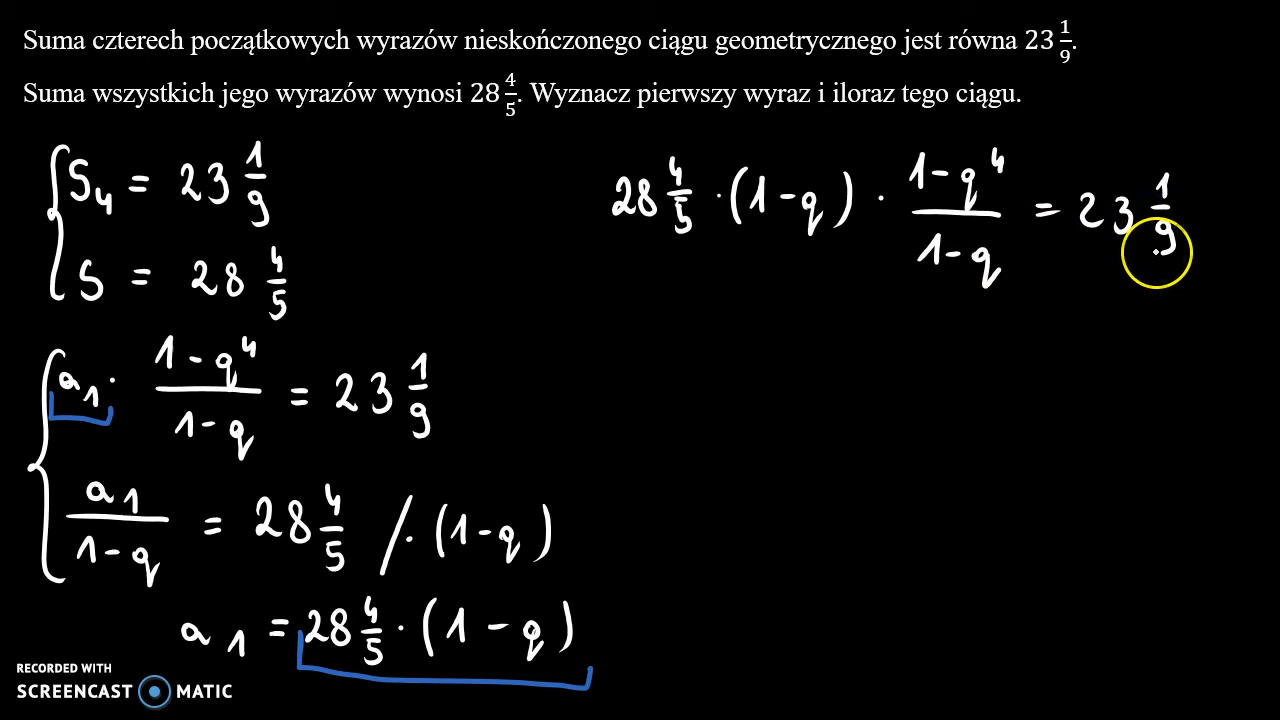 Suma czterech początkowych wyrazów nieskończonego ciągu geometrycznego jest równa 23 1/9.
Suma wszystkich jego wyrazów wynosi 28 4/5. Wyznacz pierwszy wyraz i iloraz tego ciągu.
S₄ = 23 1/9
S = 28 4/5
a₁ · (1-q⁴)/(1-q) = 23 1/9
a₁/(1-q) = 28 4/5 / · (1-q)
a₁ = 28 4/5 · (1-q)
28 4/5 · (1-q) · (1-q⁴)/(1-q) = 23 1/9
RECORDED WITH
SCREENCAST MATIC